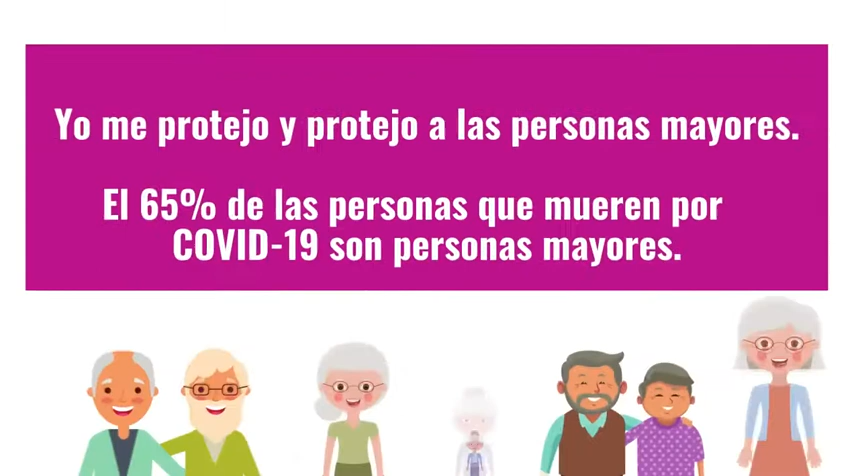 Yo me protejo y protejo a las personas mayores.
El 65% de las personas que mueren por
COVID-19 son personas mayores.